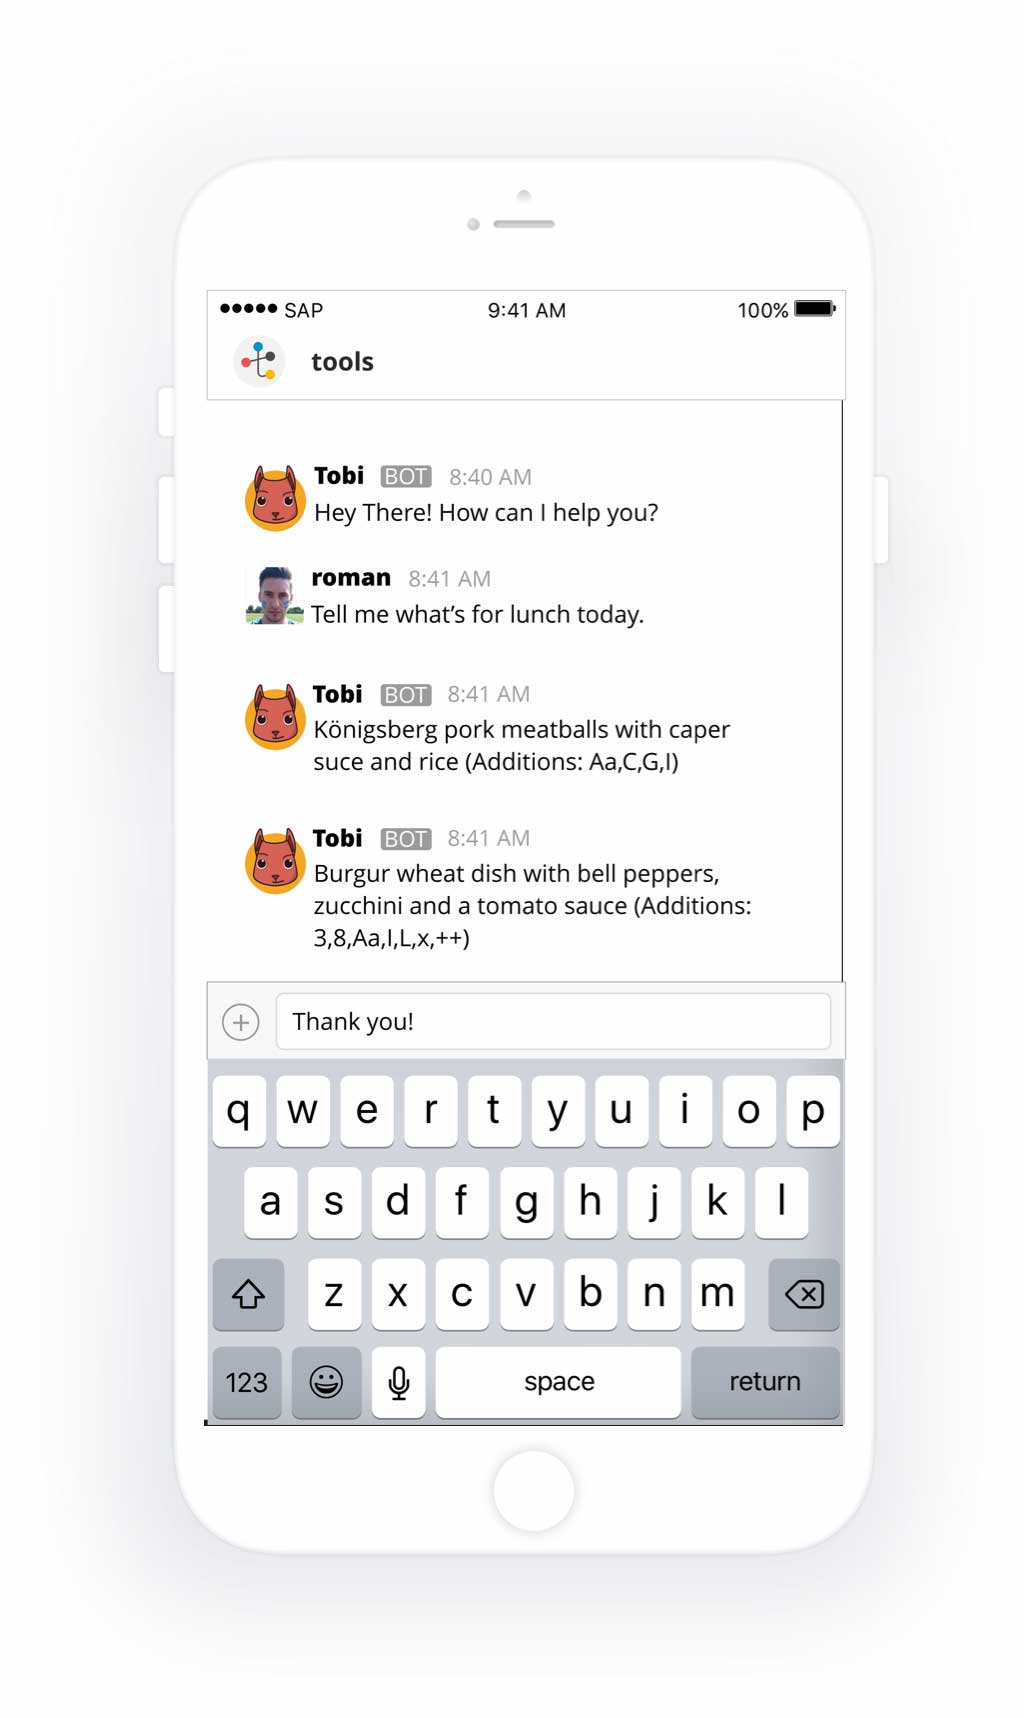 SAP 9:41 AM 100%
tools
Tobi BOT 8:40 AM
Hey There! How can I help you?
roman 8:41 AM
Tell me what’s for lunch today.
Tobi BOT 8:41 AM
Königsberg pork meatballs with caper
suce and rice (Additions: Aa,C,G,I)
Tobi BOT 8:41 AM
Burgur wheat dish with bell peppers,
zucchini and a tomato sauce (Additions:
3,8,Aa,I,L,x,++)
Thank you!
q w e r t y u i o p
a s d f g h j k l
z x c v b n m
123 space return